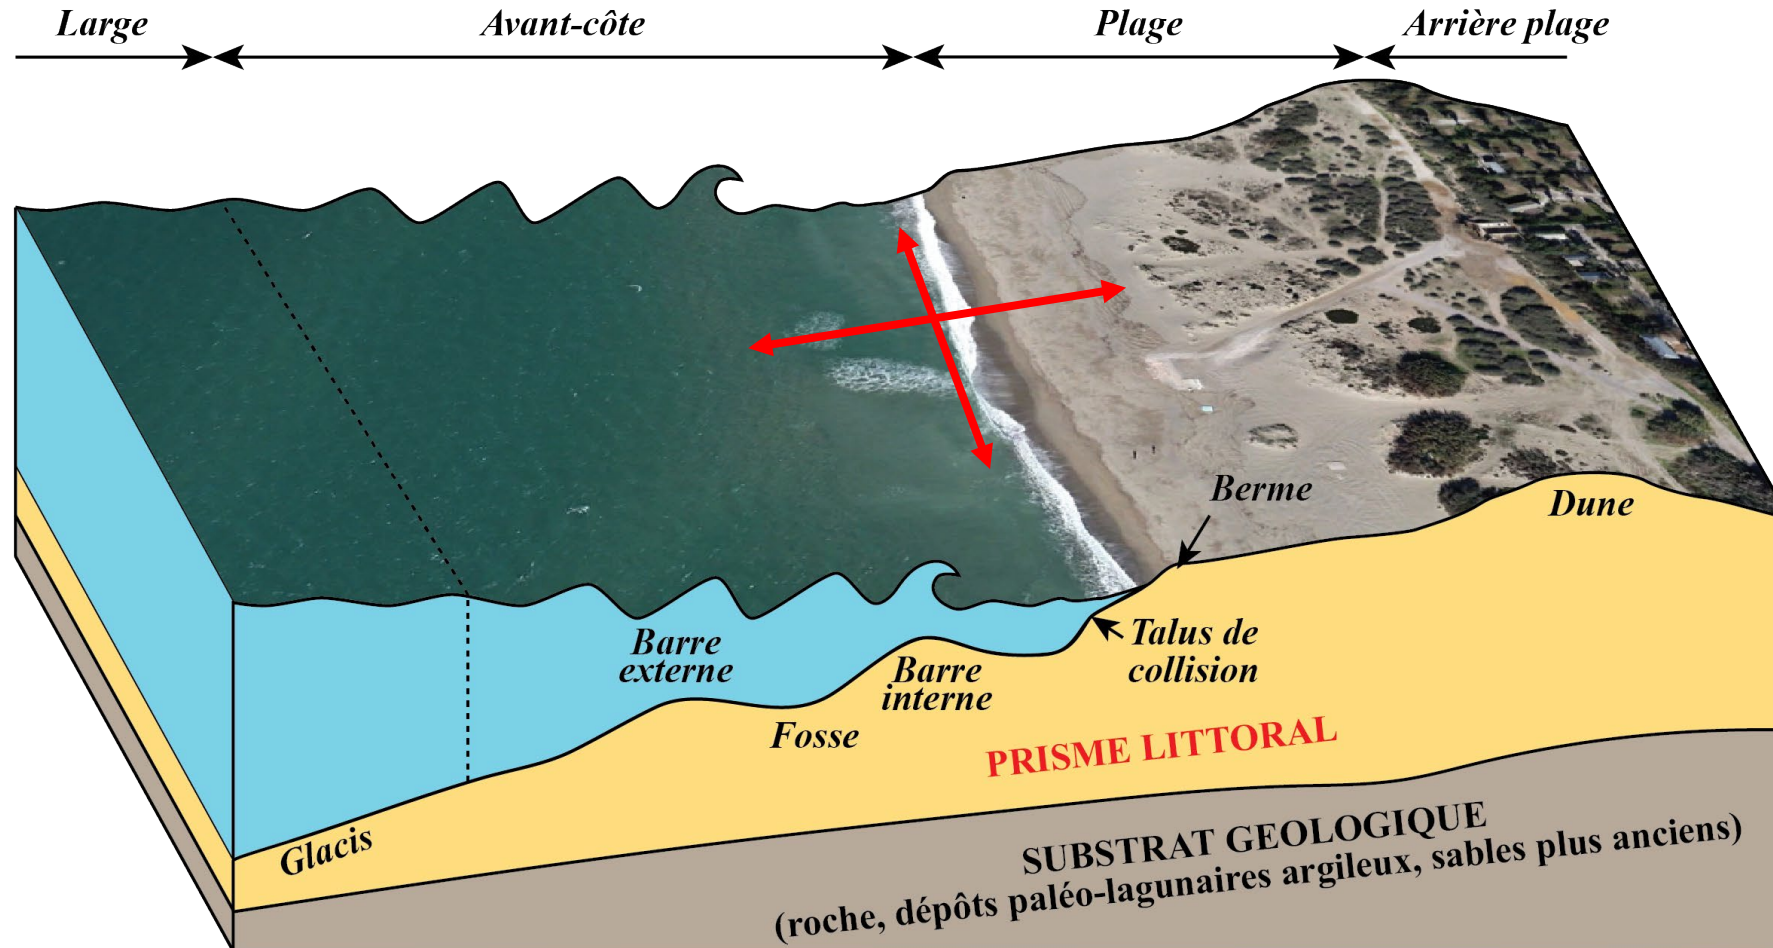 Large
Avant-côte
Plage
Arrière plage
Berme
Dune
Barre
externe
Barre
interne
Talus de
collision
Fosse
PRISME LITTORAL
Glacis
SUBSTRAT GEOLOGIQUE
(roche, dépôts paléo-lagunaires argileux, sables plus anciens)